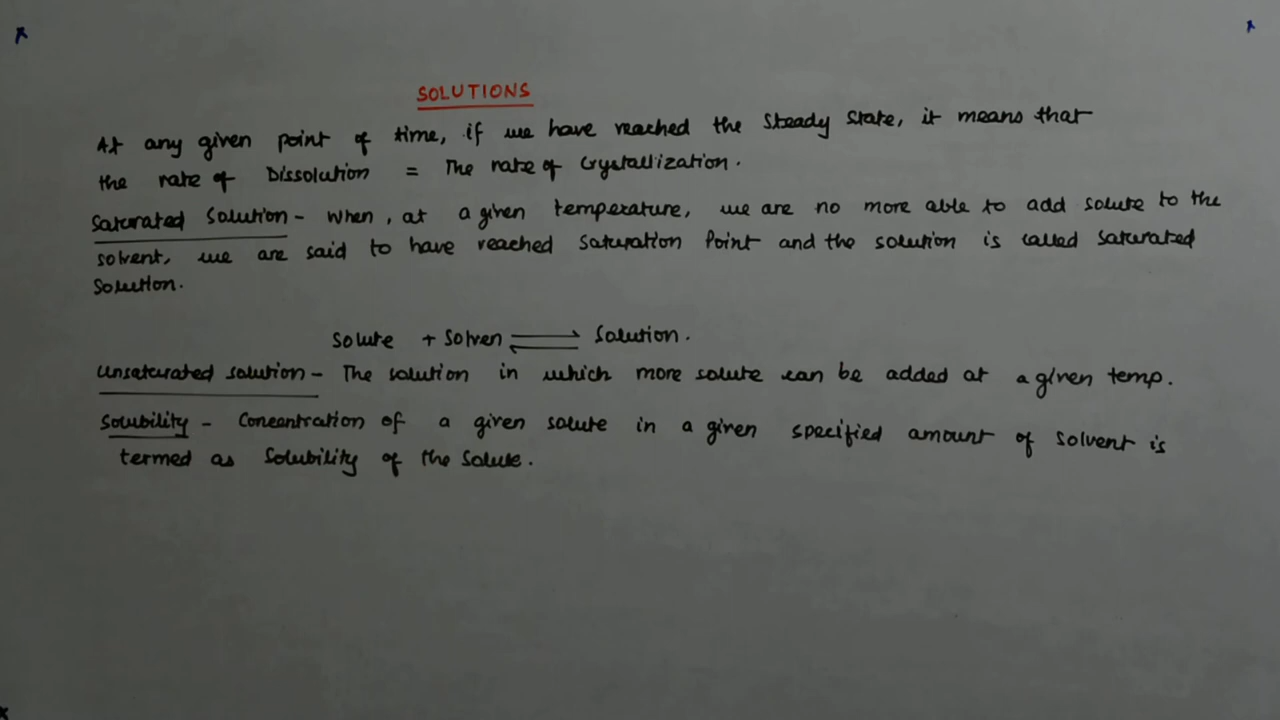 SOLUTIONS
At any given point of time, if we have reached the Steady State, it means that
the rate of Dissolution = The rate of Crystallization.
Saturated Solution - When, at a given temperature, we are no more able to add solute to the
solvent, we are said to have reached Saturation Point and the solution is called Saturated
Solution.
Solute + Solven ⇌ Solution.
Unsaturated solution - The solution in which more solute can be added at a given temp.
Solubility - Concentration of a given solute in a given specified amount of Solvent is
termed as Solubility of the Solute.